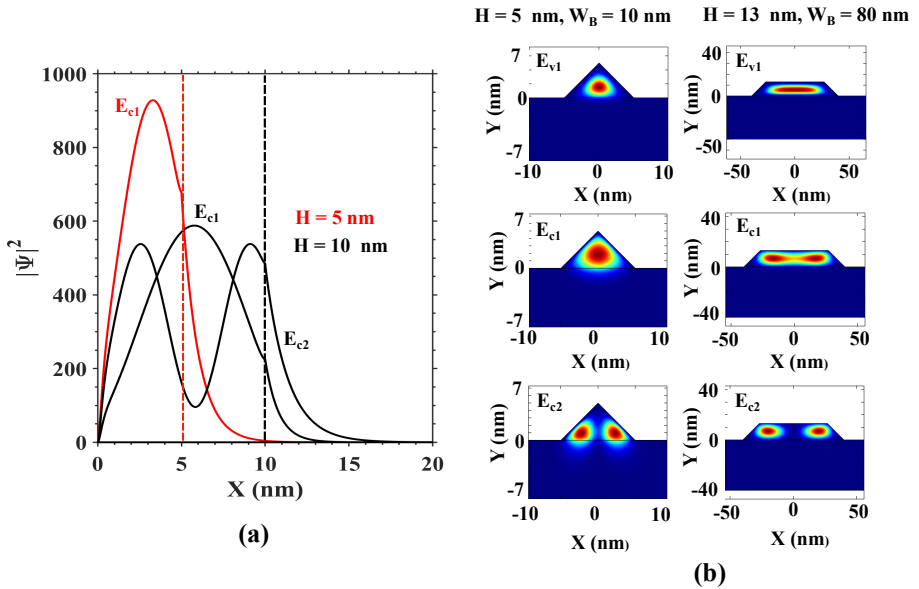 H = 5 nm, W_B = 10 nm
H = 13 nm, W_B = 80 nm
1000
800
600
400
200
0
|Ψ|²
E_c1
E_c1
H = 5 nm
H = 10 nm
E_c2
0 5 10 15 20
X (nm)
(a)
7
0
-7
Y (nm)
E_v1
-10 0 10
X (nm)
40
0
-50
Y (nm)
E_v1
-50 0 50
X (nm)
7
0
-7
Y (nm)
E_c1
-10 0 10
X (nm)
40
0
-40
Y (nm)
E_c1
-50 0 50
X (nm)
7
0
-7
Y (nm)
E_c2
-10 0 10
X (nm)
40
0
-40
Y (nm)
E_c2
-50 0 50
X (nm)
(b)